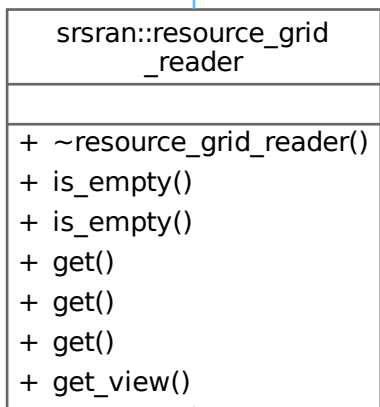 srsran::resource_grid
_reader
+ ~resource_grid_reader()
+ is_empty()
+ is_empty()
+ get()
+ get()
+ get()
+ get_view()